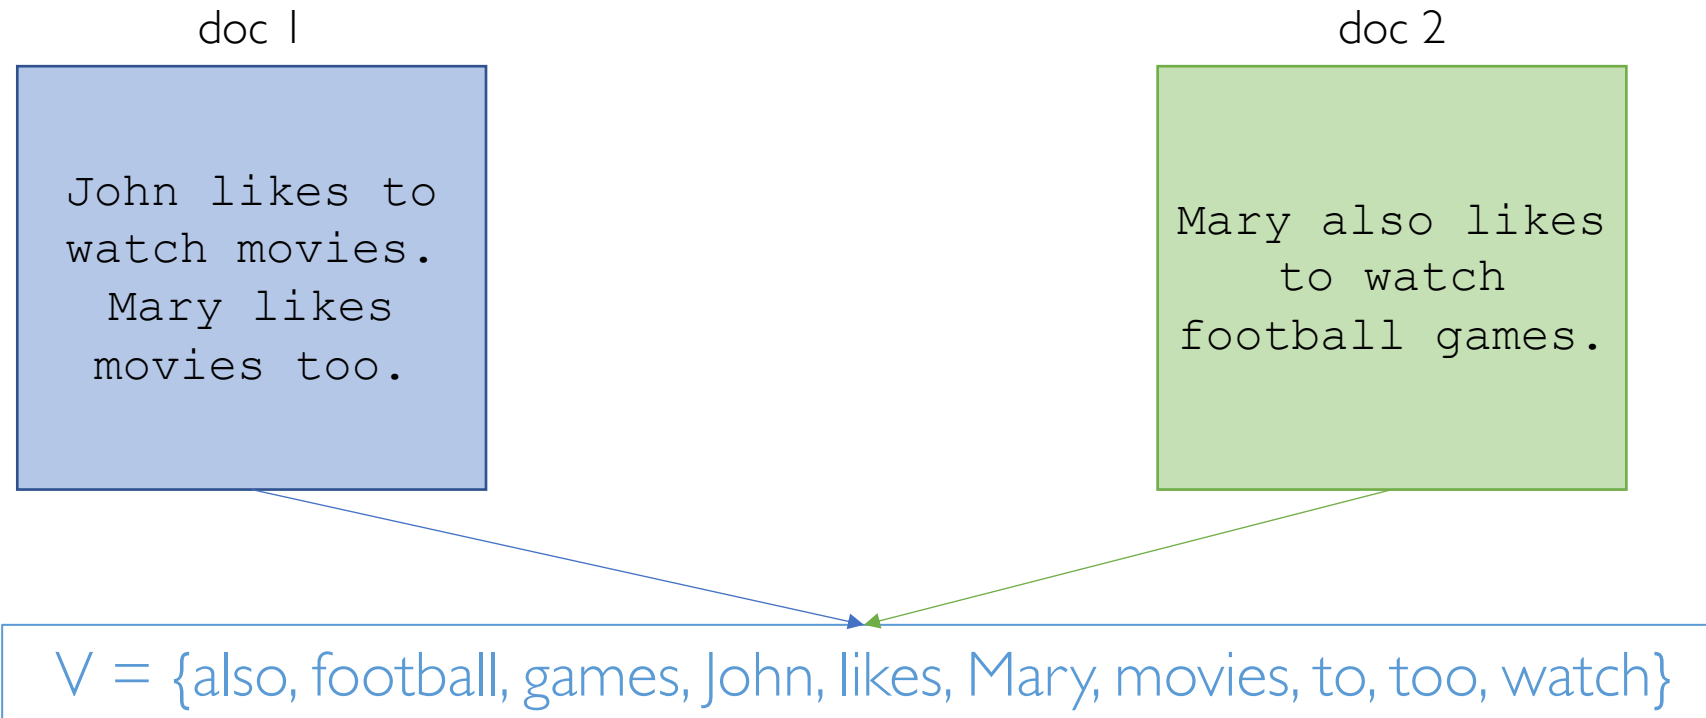 doc 1
John likes to
watch movies.
Mary likes
movies too.
doc 2
Mary also likes
to watch
football games.
V = {also, football, games, John, likes, Mary, movies, to, too, watch}